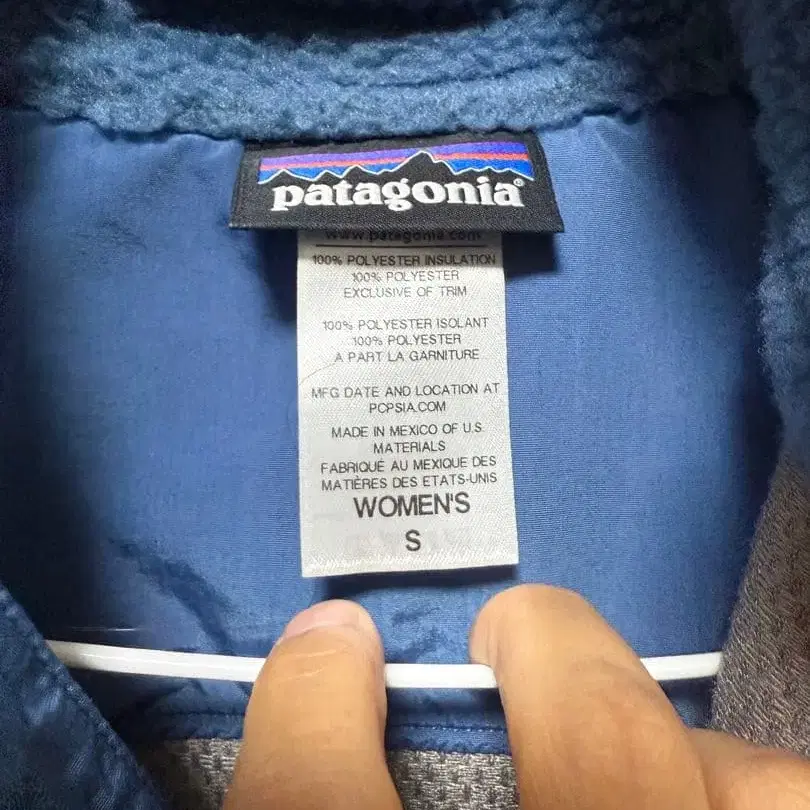 patagonia®
www.patagonia.com
100% POLYESTER INSULATION
100% POLYESTER
EXCLUSIVE OF TRIM
100% POLYESTER ISOLANT
100% POLYESTER
A PART LA GARNITURE
MFG DATE AND LOCATION AT
PCPSIA.COM
MADE IN MEXICO OF U.S.
MATERIALS
FABRIQUÉ AU MEXIQUE DES
MATIÈRES DES ETATS-UNIS
WOMEN'S
S